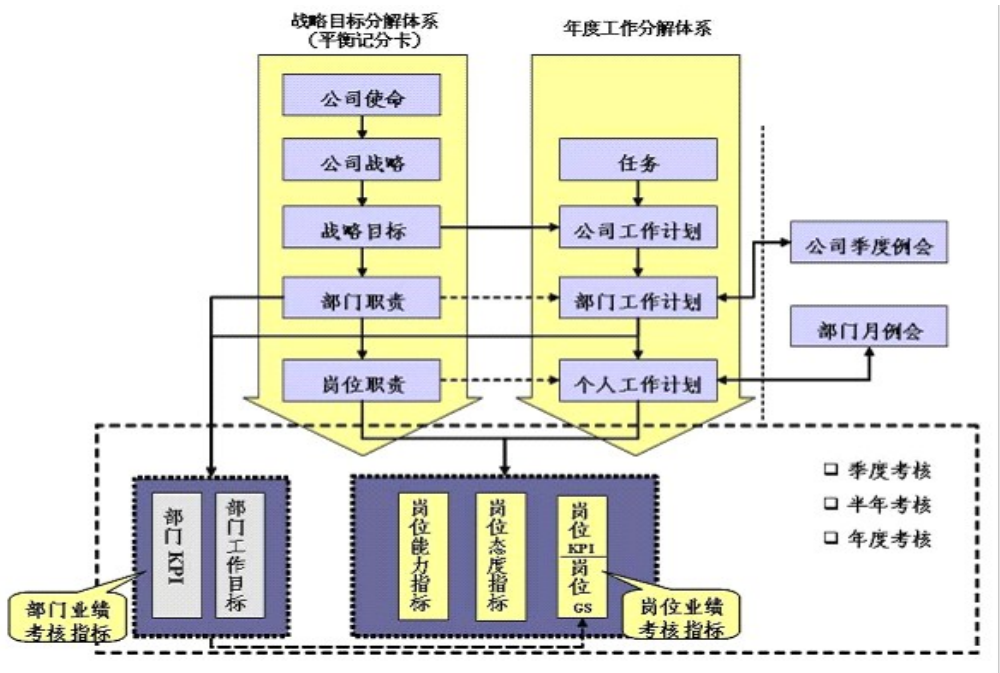 战略目标分解体系
（平衡记分卡）
年度工作分解体系
公司使命
公司战略
任务
战略目标
公司工作计划
公司季度例会
部门职责
部门工作计划
部门月例会
岗位职责
个人工作计划
季度考核
半年考核
年度考核
部门KPI
部门工作目标
岗位能力指标
岗位态度指标
岗位
KPI
岗位
GS
部门业绩
考核指标
岗位业绩
考核指标